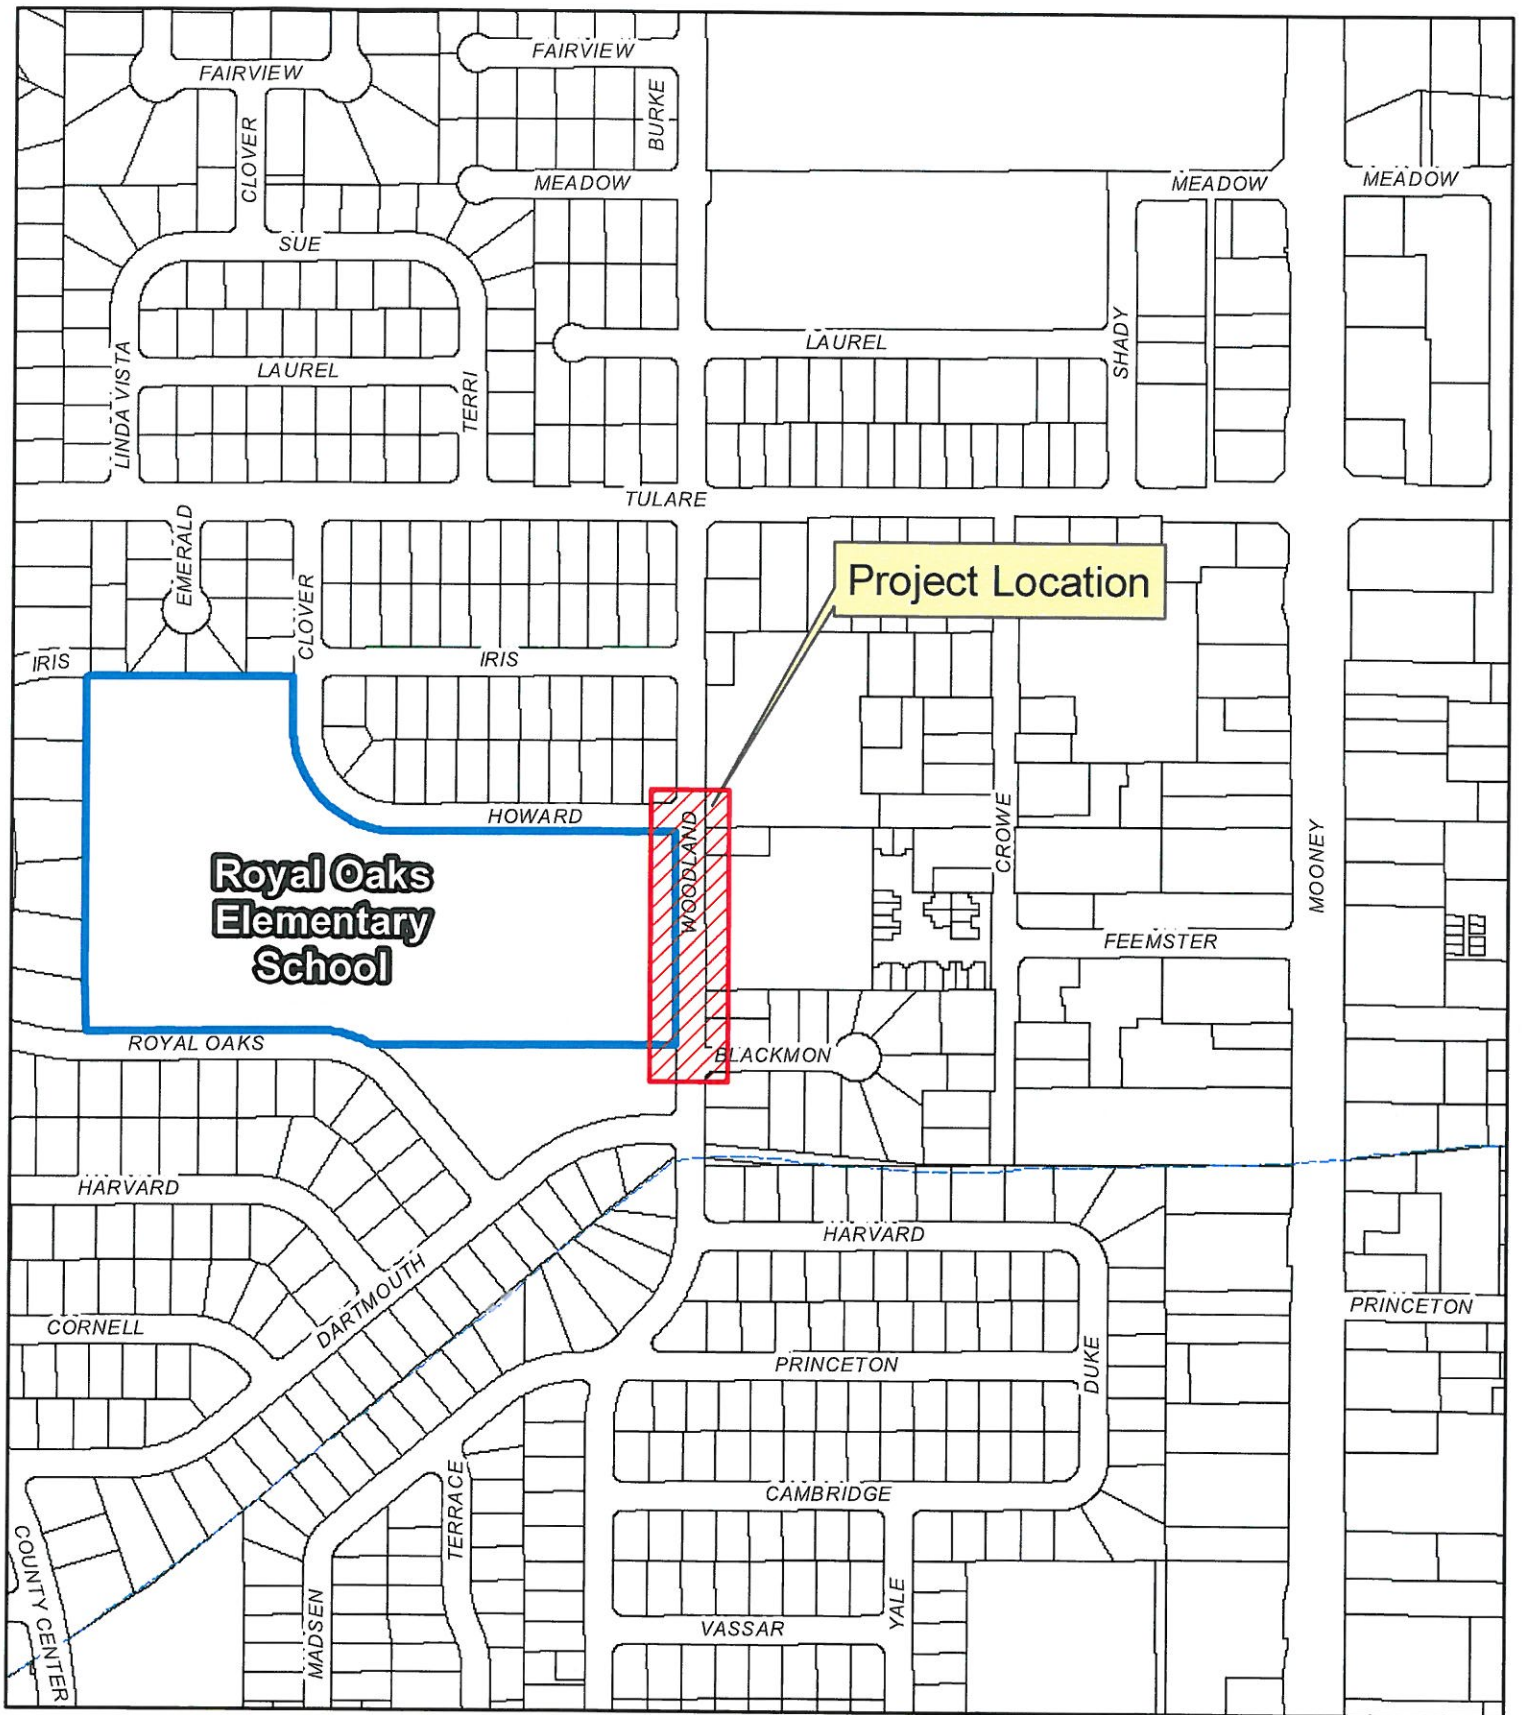 FAIRVIEW
FAIRVIEW
BURKE
CLOVER
MEADOW
MEADOW
MEADOW
SUE
LAUREL
SHADY
LINDA VISTA
LAUREL
TERRI
TULARE
EMERALD
CLOVER
Project Location
IRIS
IRIS
HOWARD
WOODLAND
CROWE
MOONEY
Royal Oaks
Elementary
School
FEEMSTER
ROYAL OAKS
BLACKMON
HARVARD
HARVARD
DARTMOUTH
CORNELL
PRINCETON
PRINCETON
DUKE
CAMBRIDGE
TERRACE
COUNTY CENTER
MADSEN
YALE
VASSAR